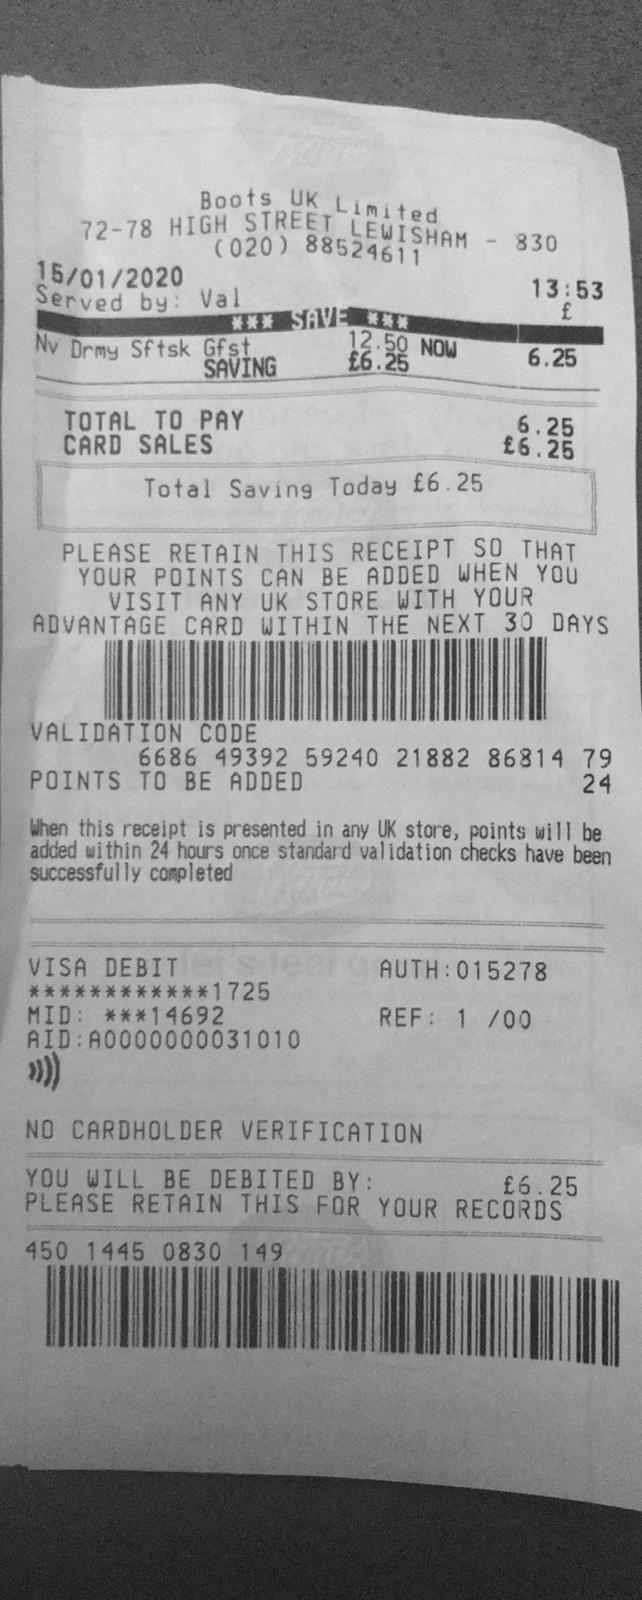 Boots UK Limited
72-78 HIGH STREET LEWISHAM - 830
(020) 88524611
15/01/2020 13:53
Served by: Val £
*** SAVE ***
Nv Drmy Sftsk Gfst 12.50 NOW 6.25
SAVING £6.25
TOTAL TO PAY 6.25
CARD SALES £6.25
Total Saving Today £6.25
PLEASE RETAIN THIS RECEIPT SO THAT
YOUR POINTS CAN BE ADDED WHEN YOU
VISIT ANY UK STORE WITH YOUR
ADVANTAGE CARD WITHIN THE NEXT 30 DAYS
VALIDATION CODE
6686 49392 59240 21882 86814 79
POINTS TO BE ADDED 24
When this receipt is presented in any UK store, points will be
added within 24 hours once standard validation checks have been
successfully completed
VISA DEBIT AUTH:015278
************1725
MID: ***14692 REF: 1 /00
AID:A0000000031010
NO CARDHOLDER VERIFICATION
YOU WILL BE DEBITED BY: £6.25
PLEASE RETAIN THIS FOR YOUR RECORDS
450 1445 0830 149